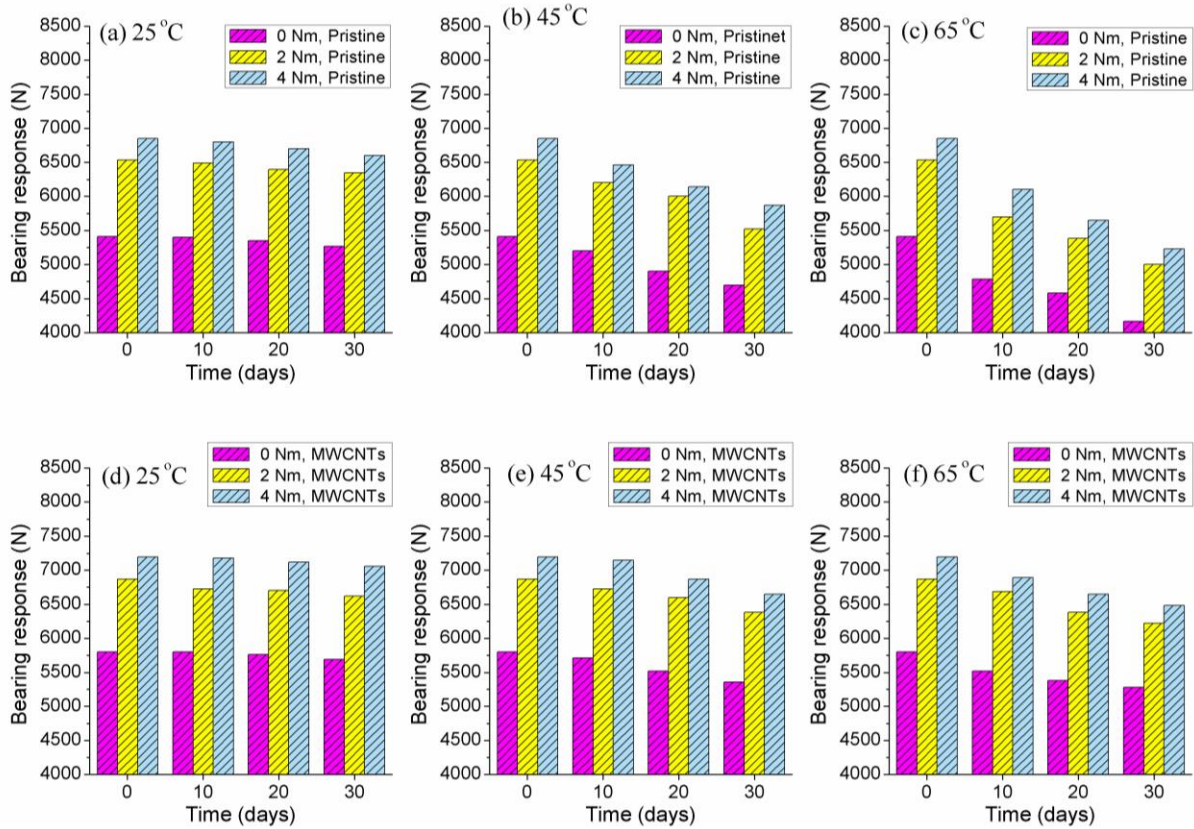 (a) 25 °C
0 Nm, Pristine
2 Nm, Pristine
4 Nm, Pristine
Bearing response (N)
8500
8000
7500
7000
6500
6000
5500
5000
4500
4000
0 10 20 30
Time (days)
(b) 45 °C
0 Nm, Pristinet
2 Nm, Pristine
4 Nm, Pristine
Bearing response (N)
8500
8000
7500
7000
6500
6000
5500
5000
4500
4000
0 10 20 30
Time (days)
(c) 65 °C
0 Nm, Pristine
2 Nm, Pristine
4 Nm, Pristine
Bearing response (N)
8500
8000
7500
7000
6500
6000
5500
5000
4500
4000
0 10 20 30
Time (days)
(d) 25 °C
0 Nm, MWCNTs
2 Nm, MWCNTs
4 Nm, MWCNTs
Bearing response (N)
8500
8000
7500
7000
6500
6000
5500
5000
4500
4000
0 10 20 30
Time (days)
(e) 45 °C
0 Nm, MWCNTs
2 Nm, MWCNTs
4 Nm, MWCNTs
Bearing response (N)
8500
8000
7500
7000
6500
6000
5500
5000
4500
4000
0 10 20 30
Time (days)
(f) 65 °C
0 Nm, MWCNTs
2 Nm, MWCNTs
4 Nm, MWCNTs
Bearing response (N)
8500
8000
7500
7000
6500
6000
5500
5000
4500
4000
0 10 20 30
Time (days)